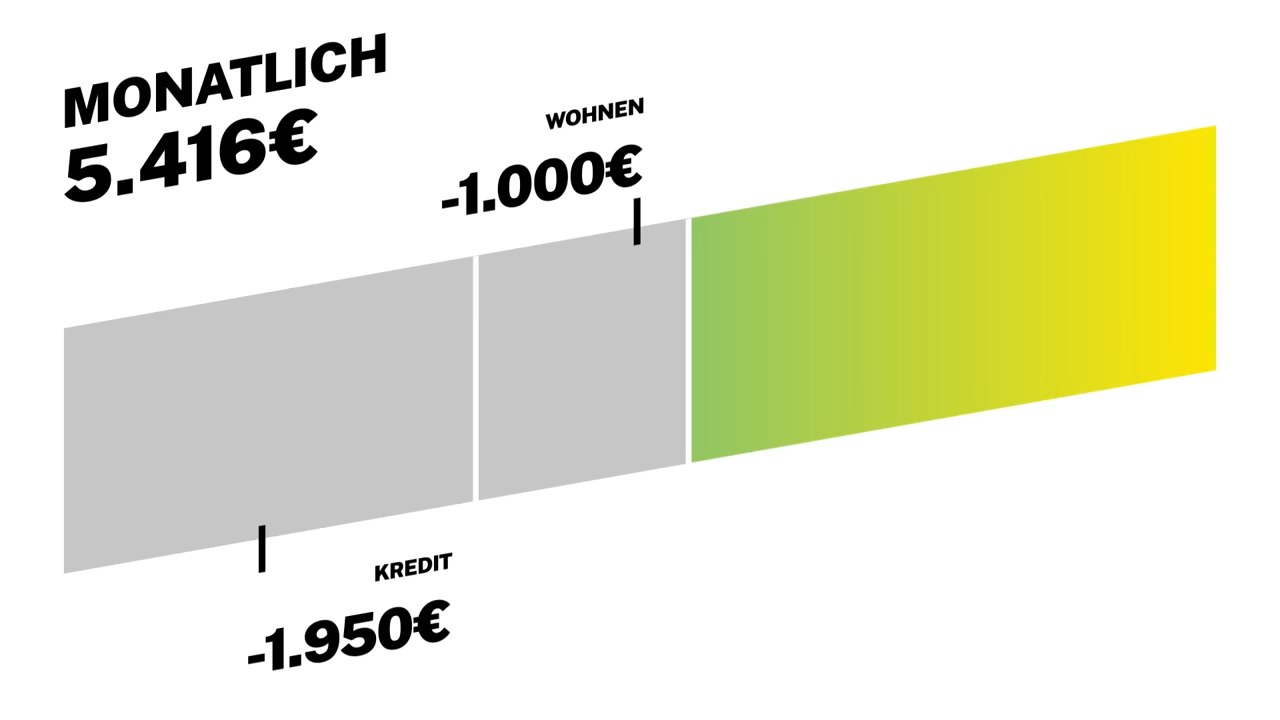 MONATLICH
5.416€
WOHNEN
-1.000€
KREDIT
-1.950€